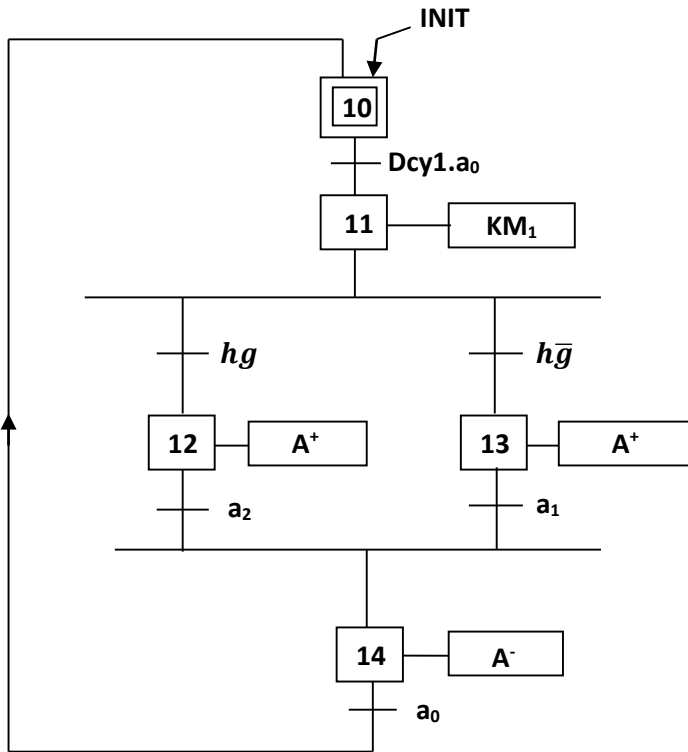 INIT
10
Dcy1.a₀
11
KM₁
hg
hg̅
12
A⁺
13
A⁺
a₂
a₁
14
A⁻
a₀